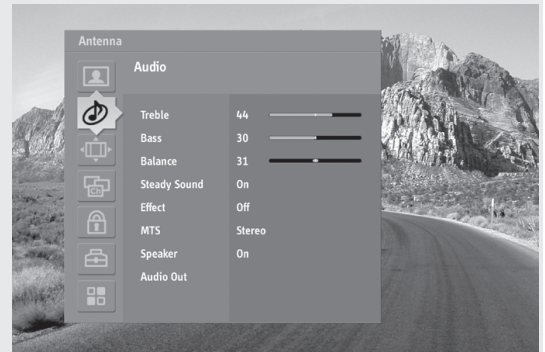 Antenna
Audio
Treble 44
Bass 30
Balance 31
Steady Sound On
Effect Off
MTS Stereo
Speaker On
Audio Out
Ch